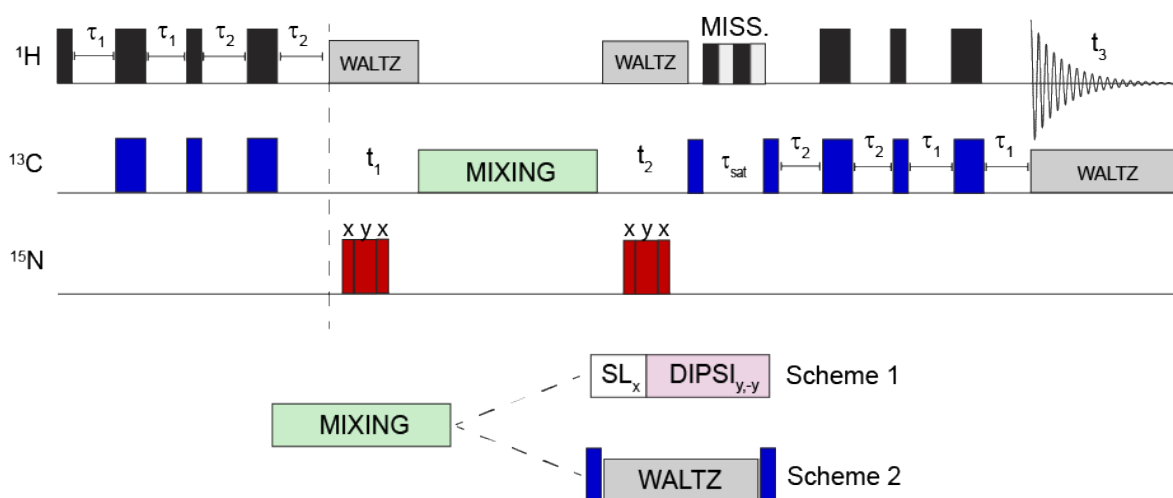 ¹H τ₁ τ₁ τ₂ τ₂ WALTZ WALTZ MISS. t₃
¹³C t₁ MIXING t₂ τsat τ₂ τ₂ τ₁ τ₁ WALTZ
x y x x y x
¹⁵N
SLₓ DIPSIy,-y Scheme 1
MIXING
WALTZ Scheme 2